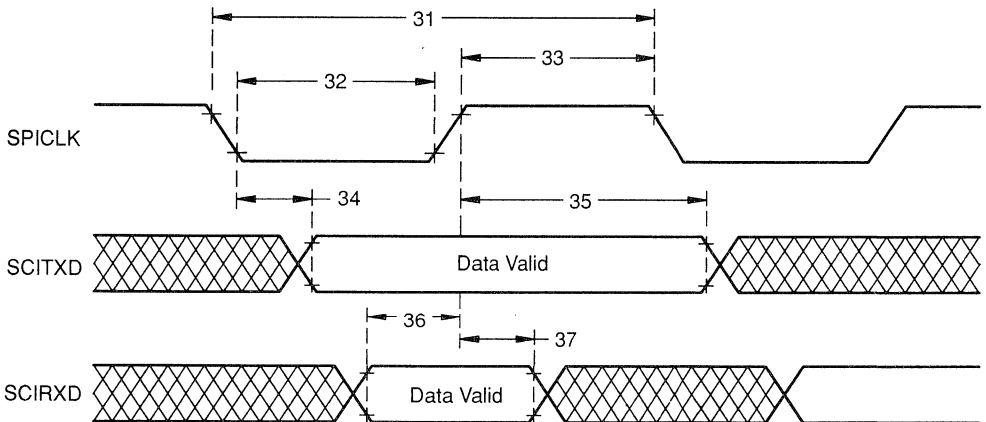 31
32
33
SPICLK
34
35
SCITXD
Data Valid
36
37
SCIRXD
Data Valid